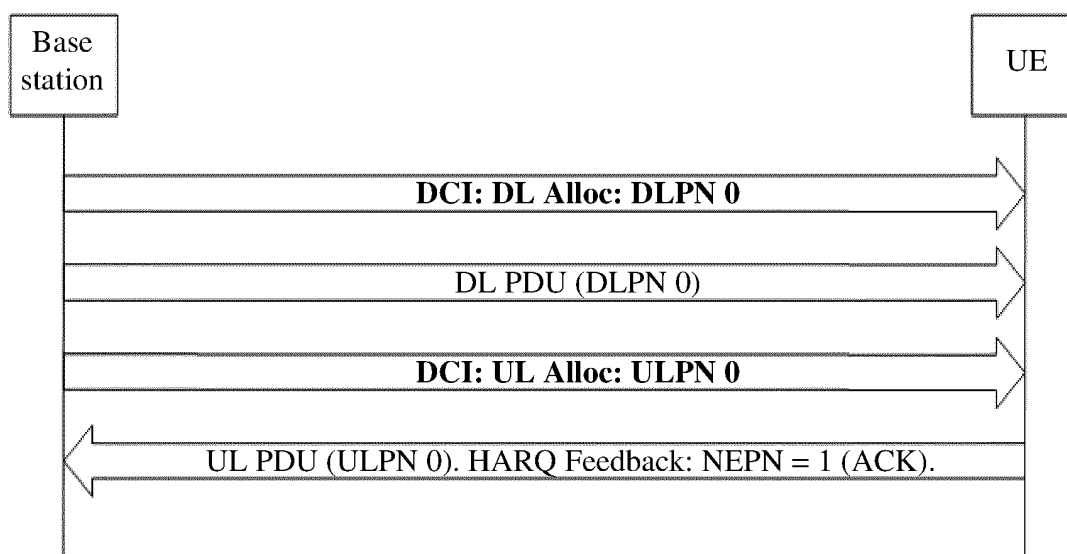 Base
station
UE
DCI: DL Alloc: DLPN 0
DL PDU (DLPN 0)
DCI: UL Alloc: ULPN 0
UL PDU (ULPN 0). HARQ Feedback: NEPN = 1 (ACK).